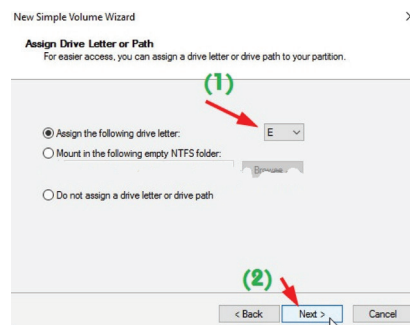 New Simple Volume Wizard
Assign Drive Letter or Path
For easier access, you can assign a drive letter or drive path to your partition.
(1)
Assign the following drive letter: E
Mount in the following empty NTFS folder:
Do not assign a drive letter or drive path
(2)
< Back Next > Cancel